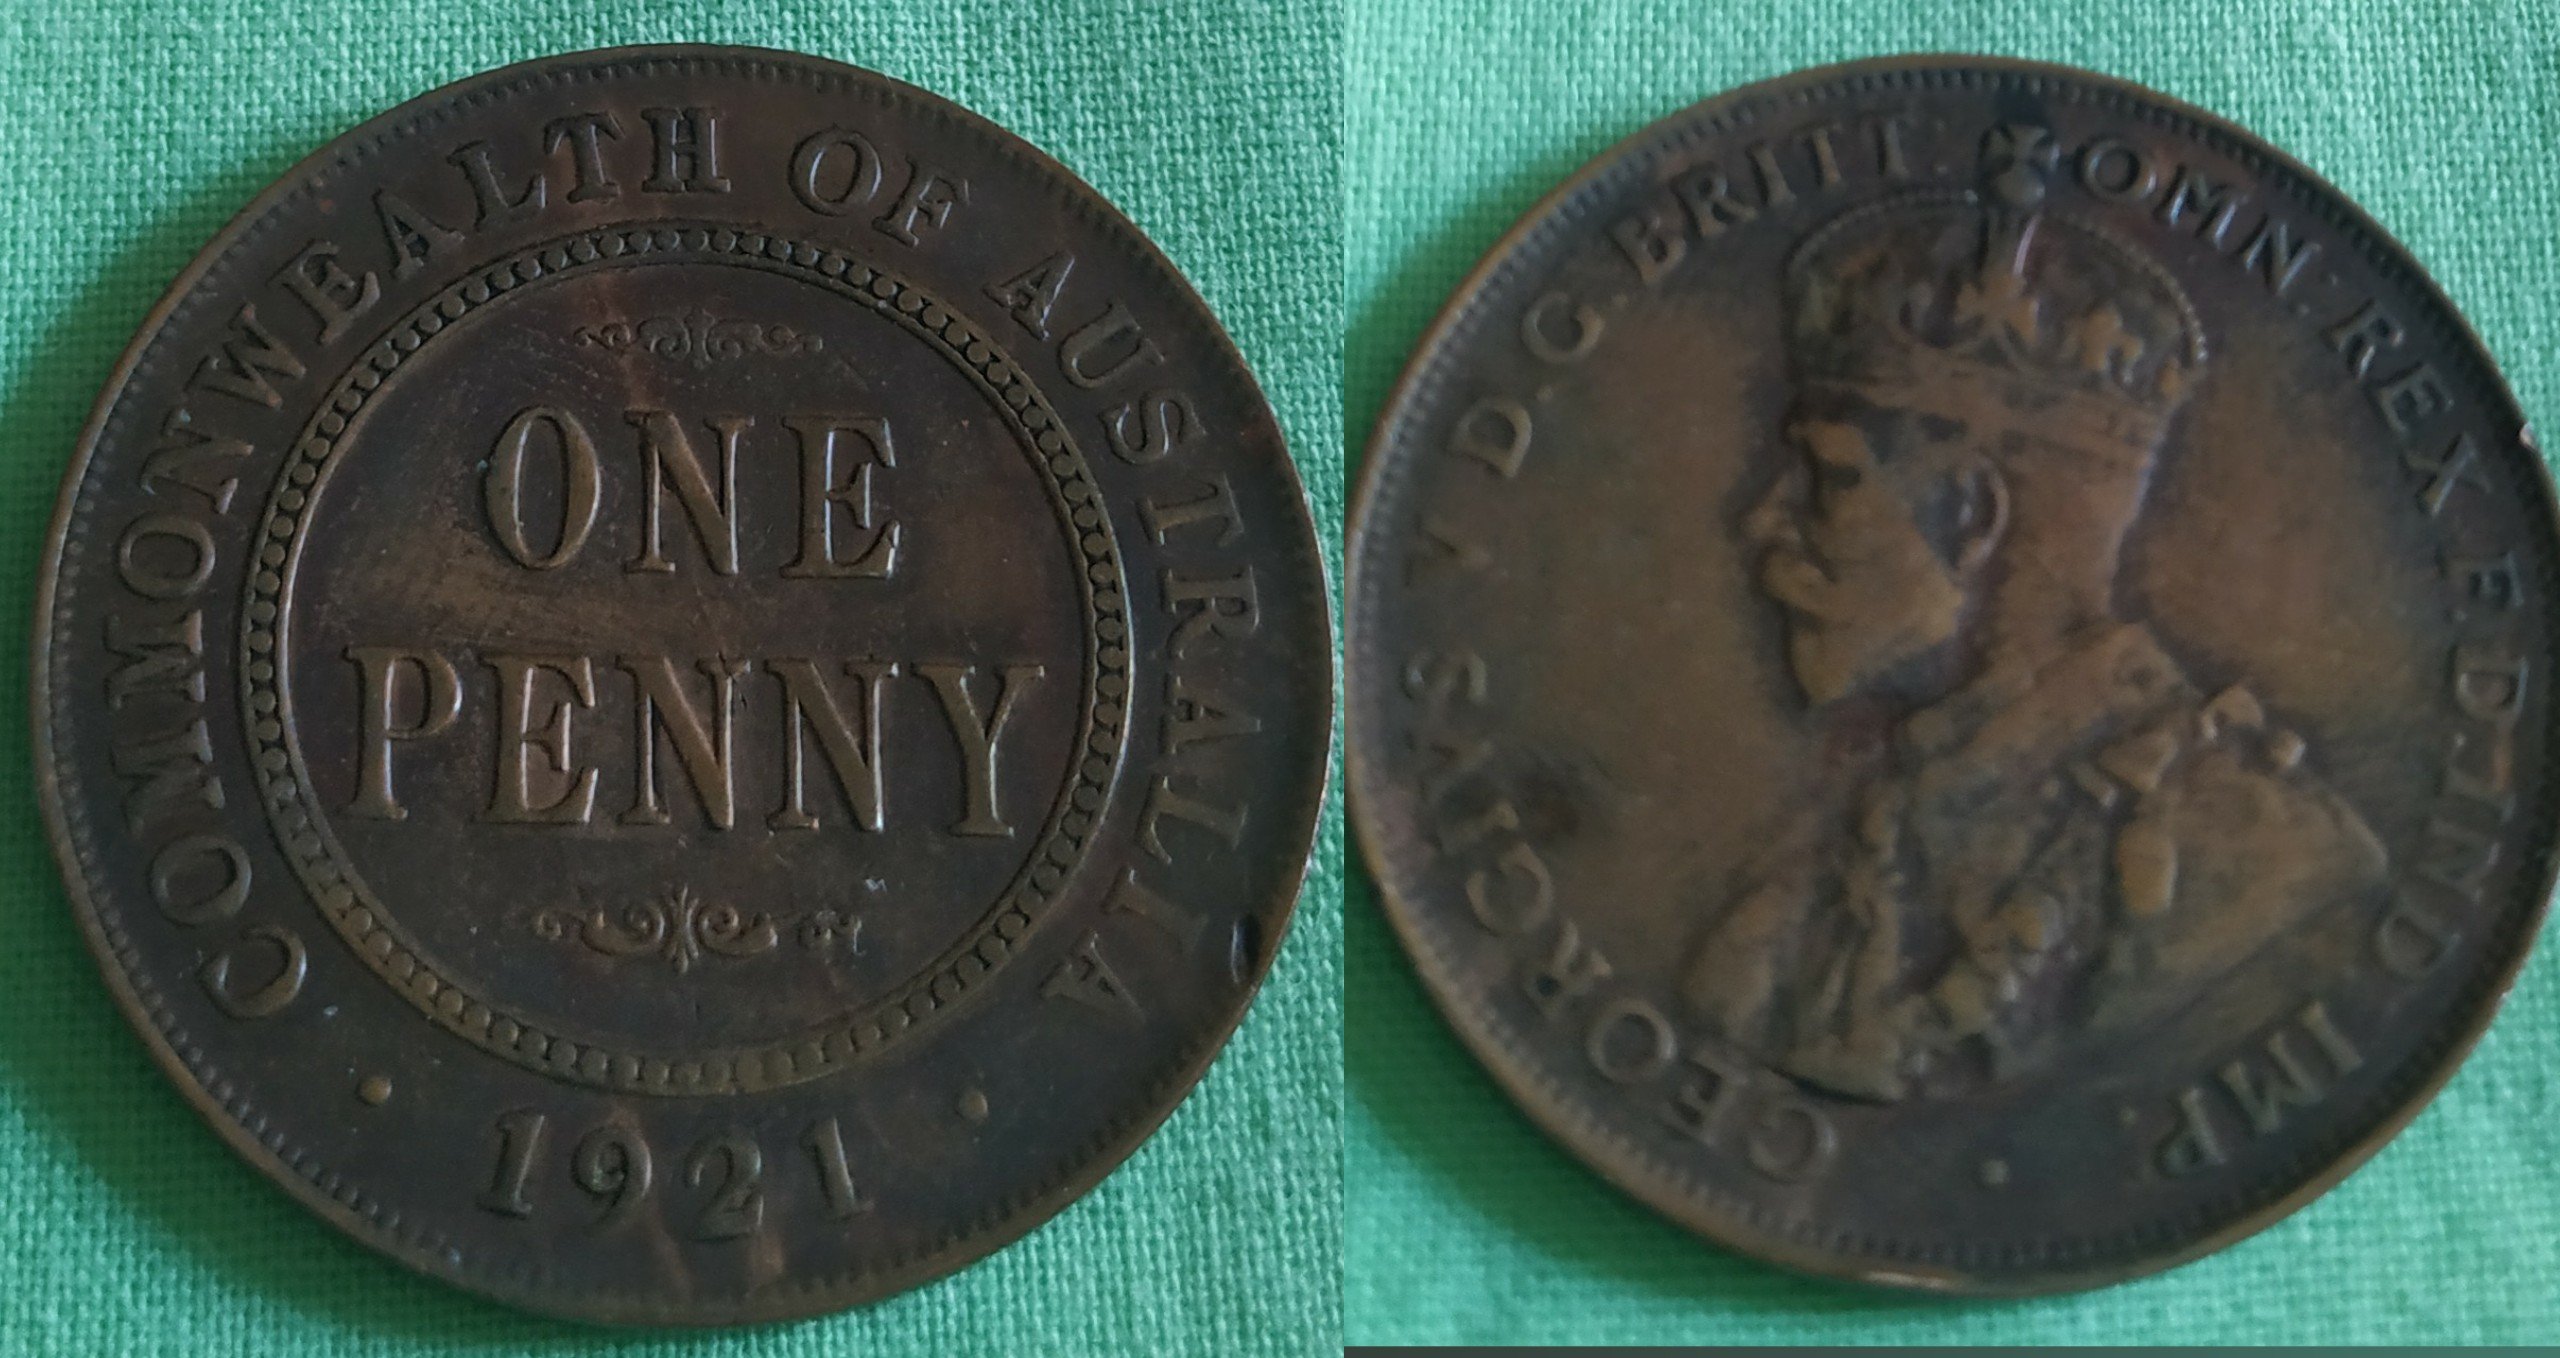 COMMONWEALTH OF AUSTRALIA
ONE
PENNY
· 1921 ·
GEORGIVS V D.G. BRITT: OMN: REX F.D. IND: IMP ·